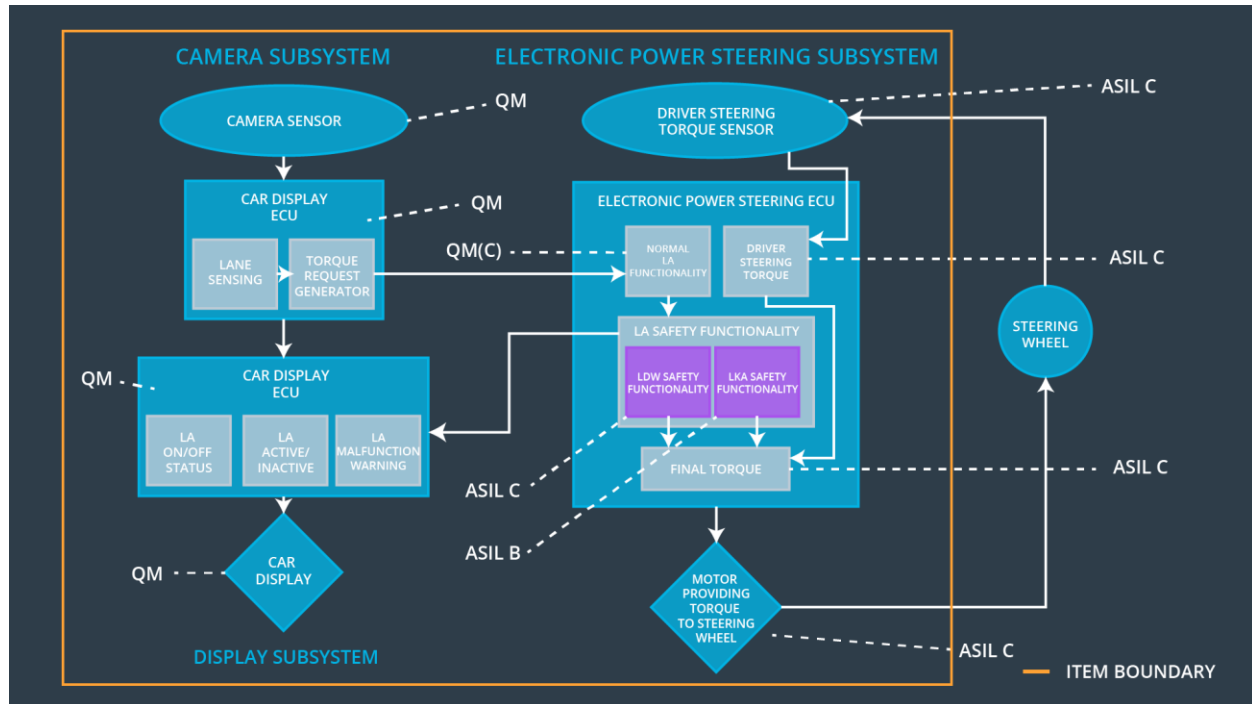 CAMERA SUBSYSTEM
ELECTRONIC POWER STEERING SUBSYSTEM
CAMERA SENSOR
QM
DRIVER STEERING
TORQUE SENSOR
ASIL C
CAR DISPLAY
ECU
QM
LANE
SENSING
TORQUE
REQUEST
GENERATOR
ELECTRONIC POWER STEERING ECU
QM(C)
NORMAL
LA
FUNCTIONALITY
DRIVER
STEERING
TORQUE
ASIL C
LA SAFETY FUNCTIONALITY
LDW SAFETY
FUNCTIONALITY
LKA SAFETY
FUNCTIONALITY
STEERING
WHEEL
QM
CAR DISPLAY
ECU
LA
ON/OFF
STATUS
LA
ACTIVE/
INACTIVE
LA
MALFUNCTION
WARNING
FINAL TORQUE
ASIL C
ASIL C
ASIL B
QM
CAR
DISPLAY
MOTOR
PROVIDING
TORQUE
TO STEERING
WHEEL
ASIL C
DISPLAY SUBSYSTEM
ITEM BOUNDARY